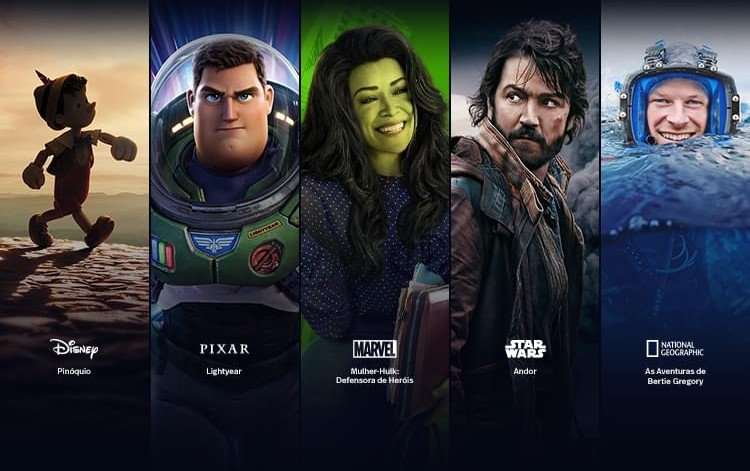 LIGHTYEAR
Disney
Pinóquio
PIXAR
Lightyear
MARVEL
Mulher-Hulk:
Defensora de Heróis
STAR
WARS
Andor
NATIONAL
GEOGRAPHIC
As Aventuras de
Bertie Gregory